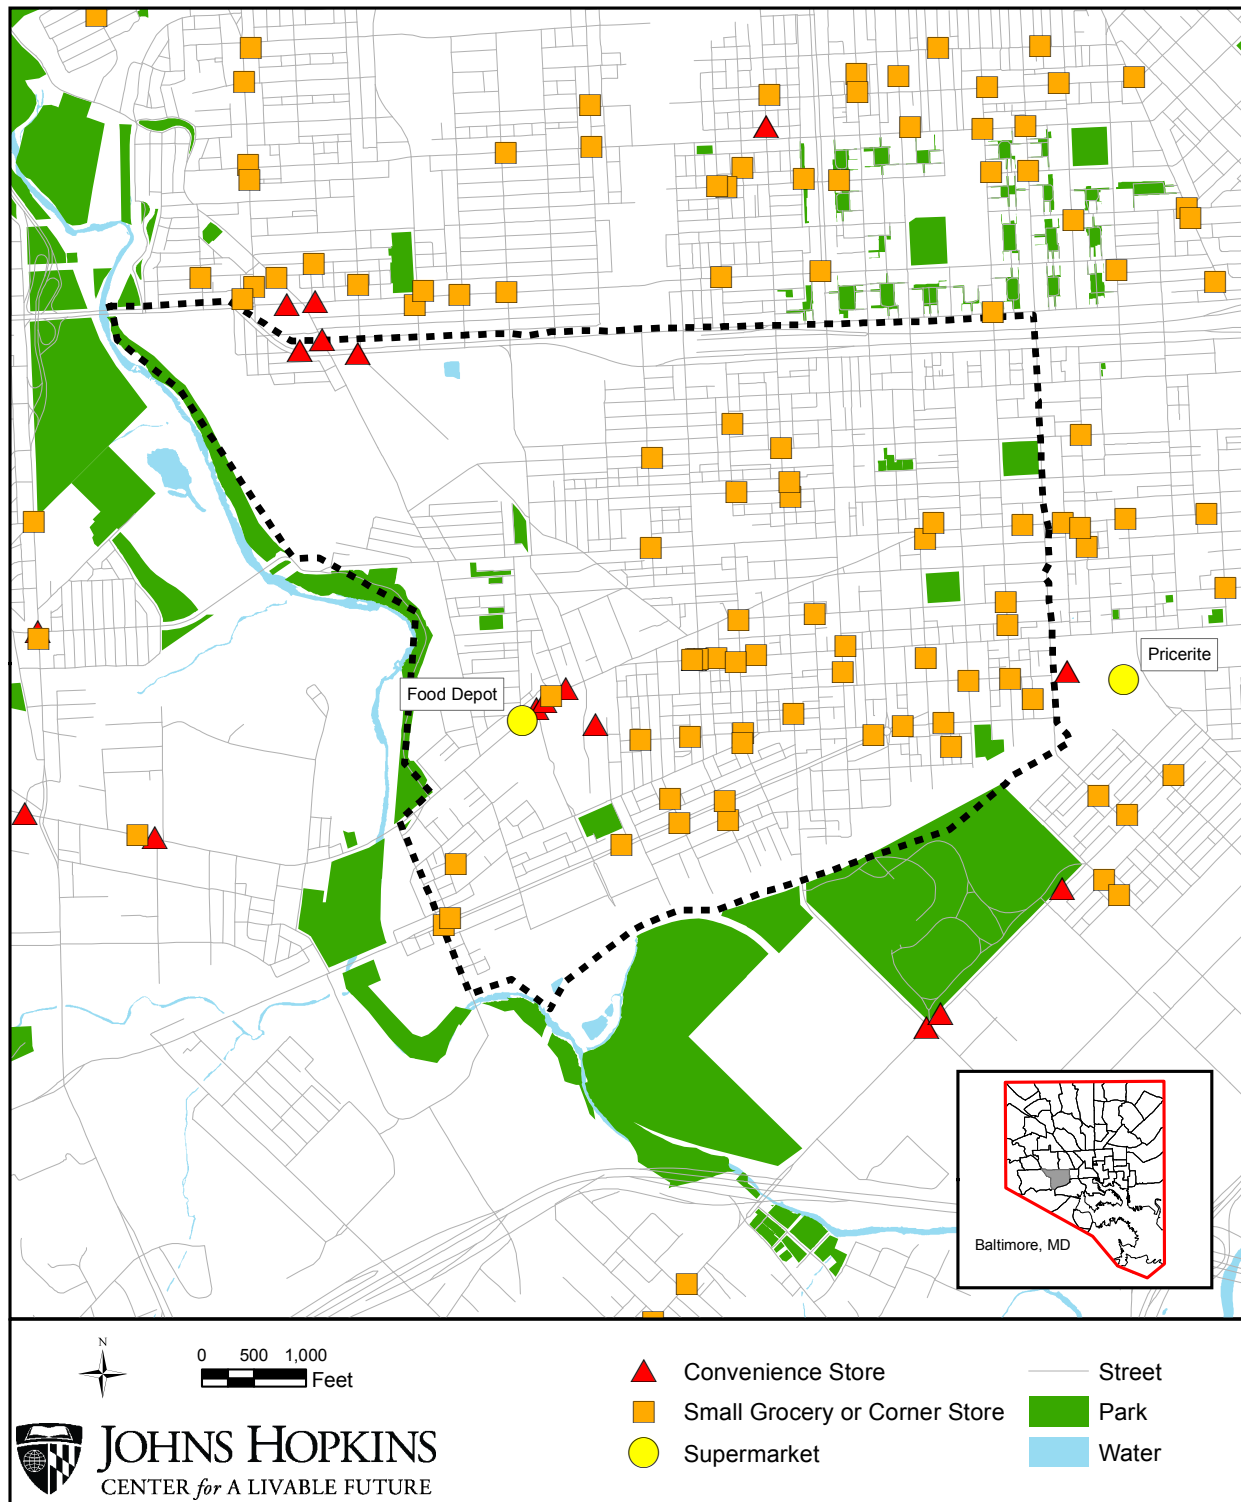 Pricerite
Food Depot
Baltimore, MD
N
0 500 1,000
Feet
Convenience Store
Small Grocery or Corner Store
Supermarket
Street
Park
Water
JOHNS HOPKINS
CENTER for A LIVABLE FUTURE